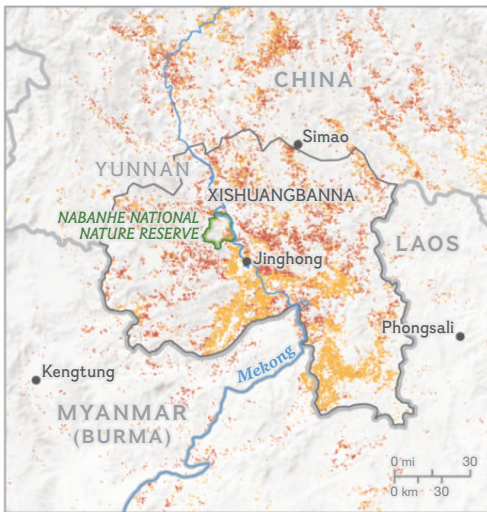 CHINA
Simao
YUNNAN
XISHUANGBANNA
NABANHE NATIONAL
NATURE RESERVE
LAOS
Jinghong
Phongsali
Mekong
Kengtung
MYANMAR
(BURMA)
0 mi 30
0 km 30